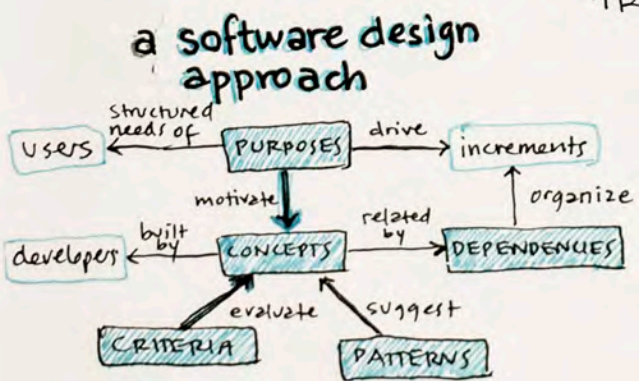 a software design
approach
structured
needs of
users
PURPOSES
drive
increments
motivate
organize
built
by
related
by
developers
CONCEPTS
DEPENDENCIES
evaluate
suggest
CRITERIA
PATTERNS